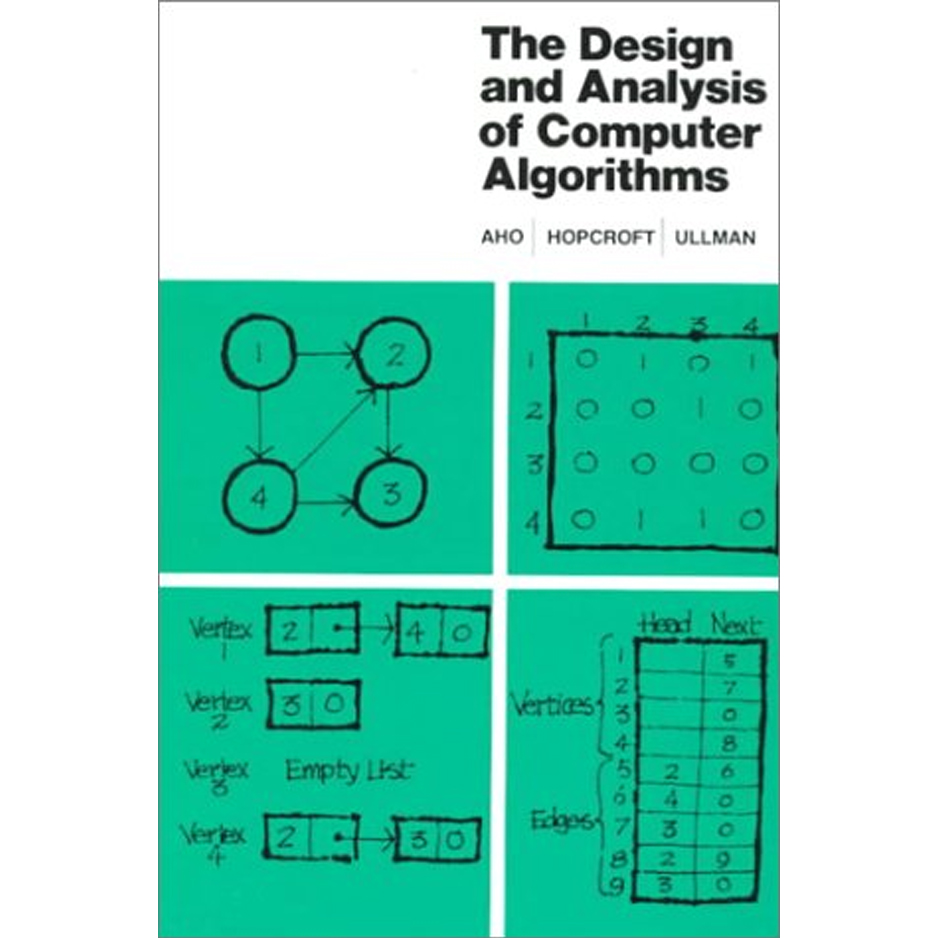 The Design
and Analysis
of Computer
Algorithms
AHO | HOPCROFT | ULLMAN
1 2
4 3
1 2 3 4
1 0 1 0 1
2 0 0 1 0
3 0 0 0 0
4 0 1 1 0
Vertex 1 2 4 0
Vertex 2 3 0
Vertex 3 Empty List
Vertex 4 2 3 0
Head Next
Vertices
1 5
2 7
3 0
4 8
Edges
5 2 6
6 4 0
7 3 0
8 2 9
9 3 0